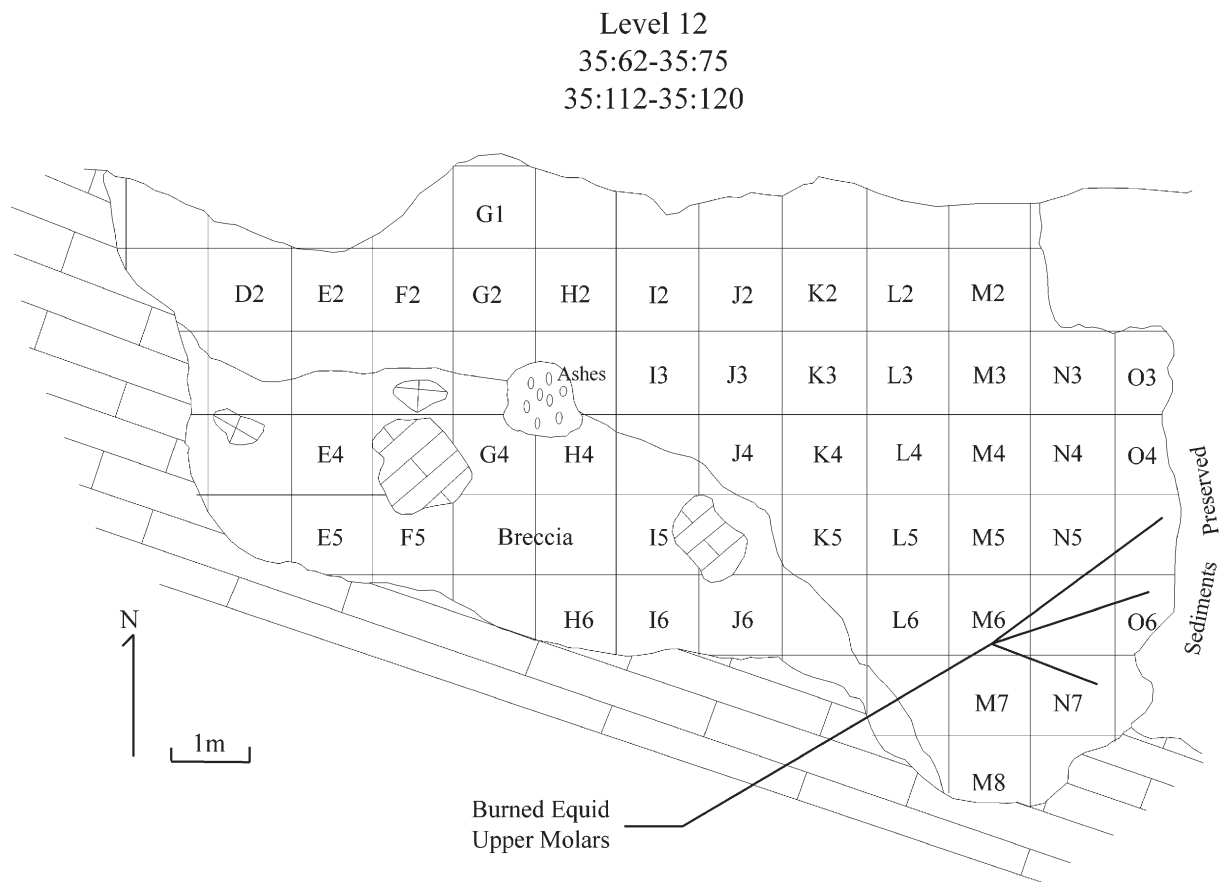 Level 12
35:62-35:75
35:112-35:120
G1
D2 E2 F2 G2 H2 I2 J2 K2 L2 M2
Ashes I3 J3 K3 L3 M3 N3 O3
E4 G4 H4 J4 K4 L4 M4 N4 O4
E5 F5 Breccia I5 K5 L5 M5 N5
H6 I6 J6 L6 M6 O6
Sediments Preserved
N
M7 N7
1m
M8
Burned Equid
Upper Molars